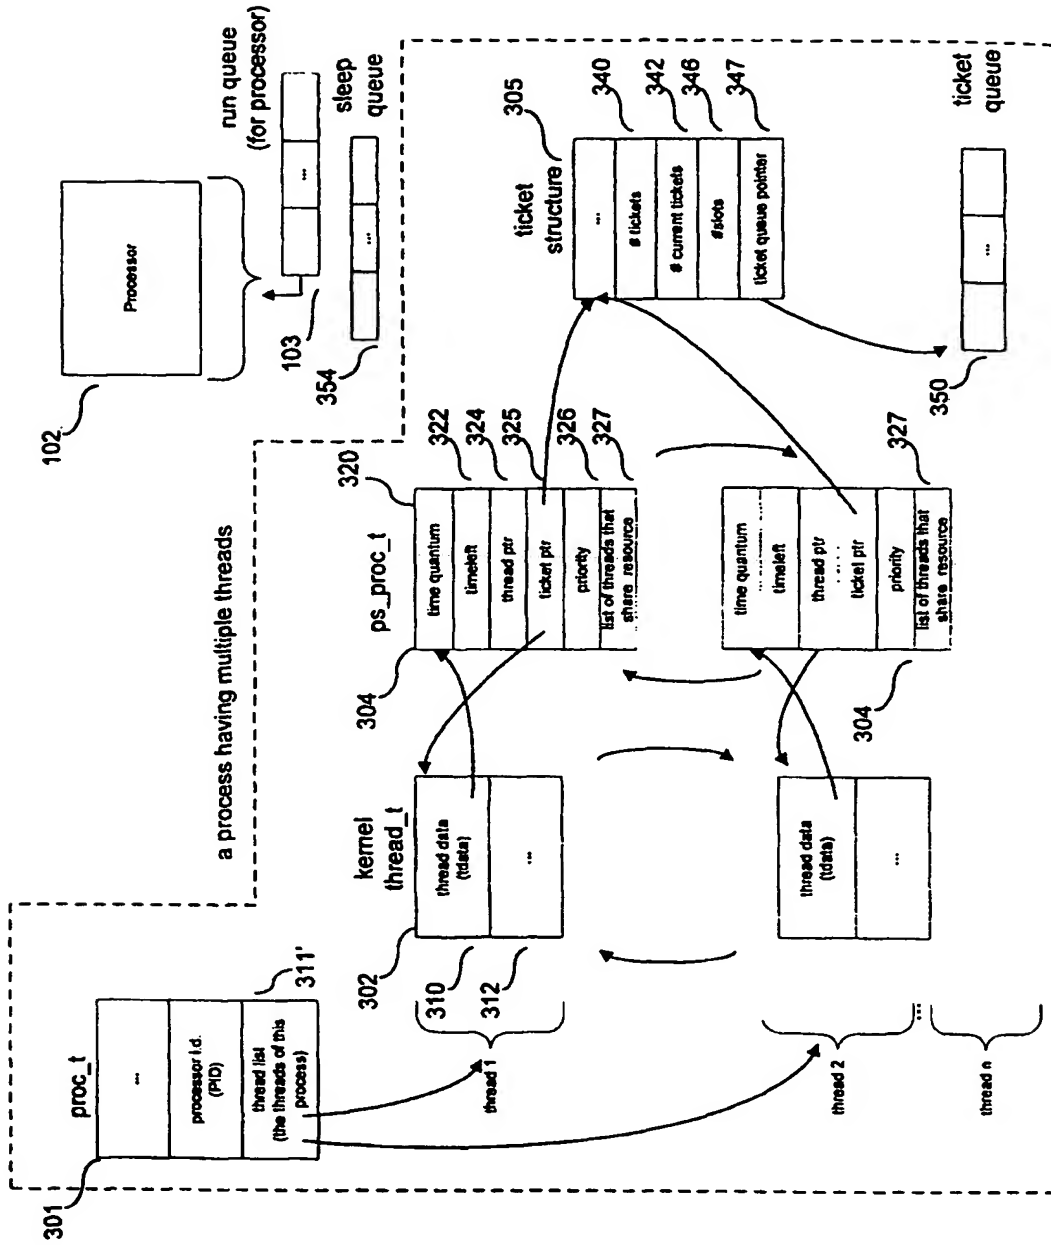 301
102
proc_t
...
Processor
processor i.d.
(PID)
thread list
(the threads of this
process)
311'
a process having multiple threads
run queue
(for processor)
...
103
sleep
queue
...
354
kernel
thread_t
302
thread data
(tdata)
...
310
312
thread 1
ps_proc_t
304
320
time quantum
timeleft
322
thread ptr
324
ticket ptr
325
priority
326
list of threads that
share resource
327
ticket
structure
305
...
# tickets
340
# current tickets
342
#slots
346
ticket queue pointer
347
thread data
(tdata)
...
thread 2
...
thread n
time quantum
timeleft
thread ptr
ticket ptr
priority
list of threads that
share resource
304
327
350
...
ticket
queue